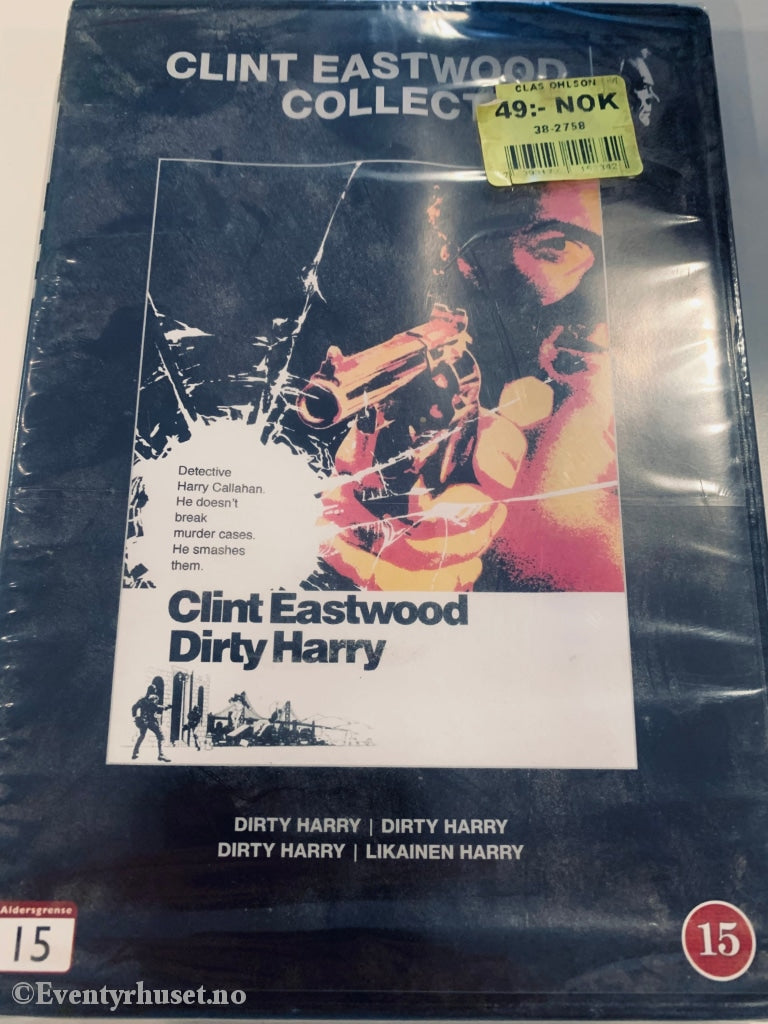 CLINT EASTWOOD
COLLECT
CLAS OHLSON
49:- NOK
38-2758
Detective
Harry Callahan.
He doesn't
break
murder cases.
He smashes
them.
Clint Eastwood
Dirty Harry
DIRTY HARRY | DIRTY HARRY
DIRTY HARRY | LIKAINEN HARRY
Aldersgrense
15
15
©Eventyrhuset.no